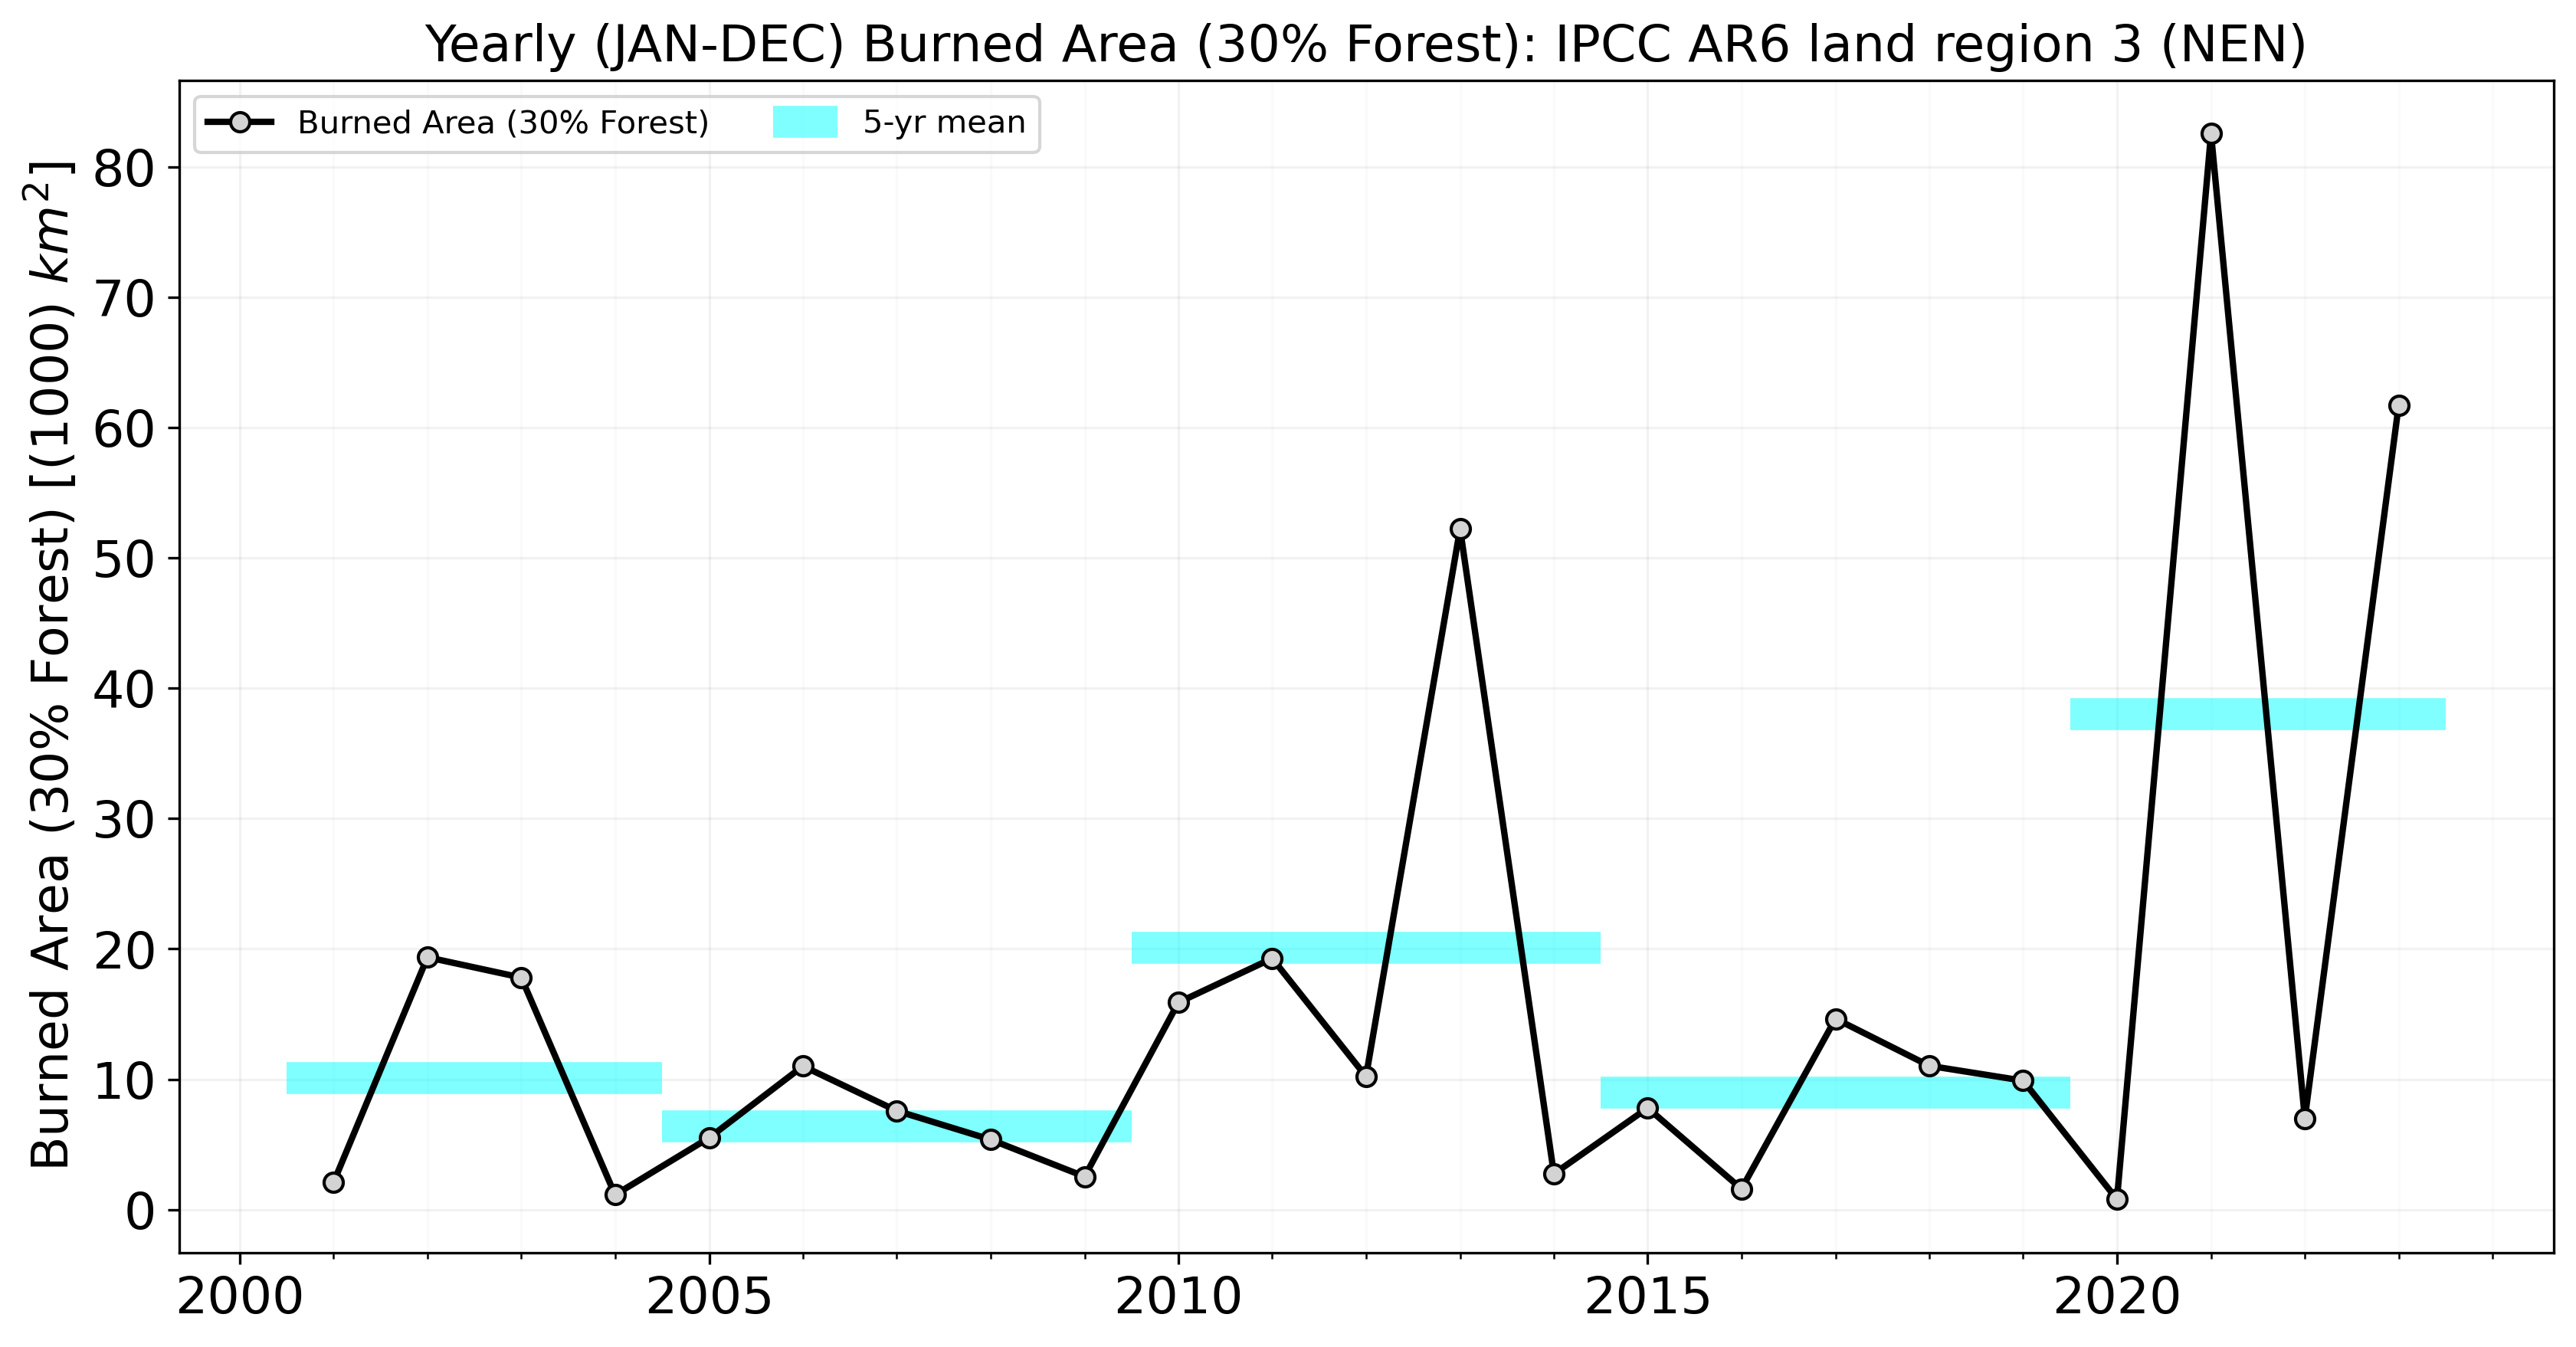 Yearly (JAN-DEC) Burned Area (30% Forest): IPCC AR6 land region 3 (NEN)
Burned Area (30% Forest)
5-yr mean
Burned Area (30% Forest) [(1000) km²]
80
70
60
50
40
30
20
10
0
2000 2005 2010 2015 2020